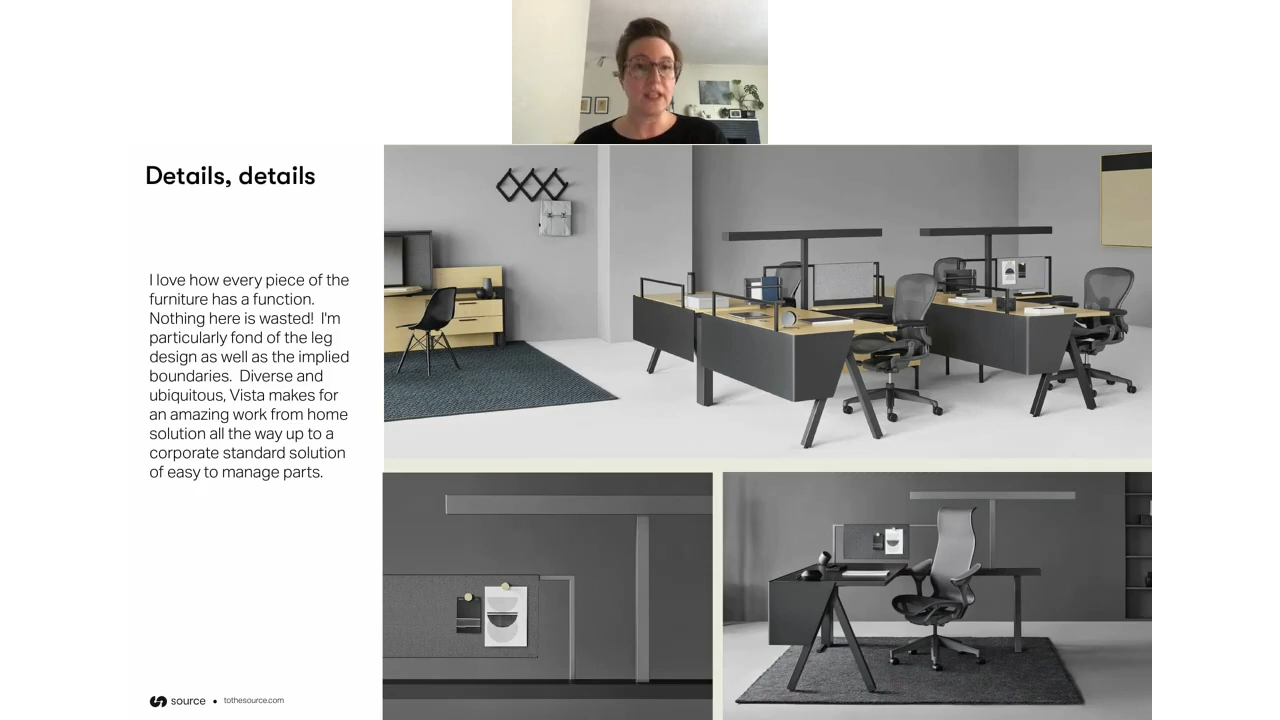 Details, details
I love how every piece of the
furniture has a function.
Nothing here is wasted!  I'm
particularly fond of the leg
design as well as the implied
boundaries.  Diverse and
ubiquitous, Vista makes for
an amazing work from home
solution all the way up to a
corporate standard solution
of easy to manage parts.
source • tothesource.com